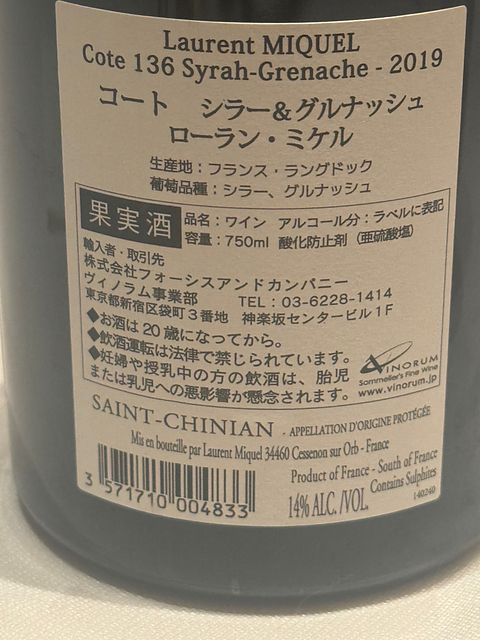 Laurent MIQUEL
Cote 136 Syrah-Grenache - 2019
コート シラー＆グルナッシュ
ローラン・ミケル
生産地：フランス・ラングドック
葡萄品種：シラー、グルナッシュ
果実酒
品名：ワイン アルコール分：ラベルに表記
容量：750ml 酸化防止剤（亜硫酸塩）
輸入者・取引先
株式会社フォーシスアンドカンパニー
ヴィノラム事業部 TEL：03-6228-1414
東京都新宿区袋町３番地 神楽坂センタービル１F
◆お酒は20歳になってから。
◆飲酒運転は法律で禁じられています。
◆妊婦や授乳中の方の飲酒は、胎児
または乳児への悪影響が懸念されます。
VINORUM
Sommelier's Fine Wine
www.vinorum.jp
SAINT-CHINIAN - APPELLATION D'ORIGINE PROTÉGÉE
Mis en bouteille par Laurent Miquel 34460 Cessenon sur Orb - France
Product of France - South of France
14% ALC. /VOL. Contains Sulphites
140240
3 571710 004833